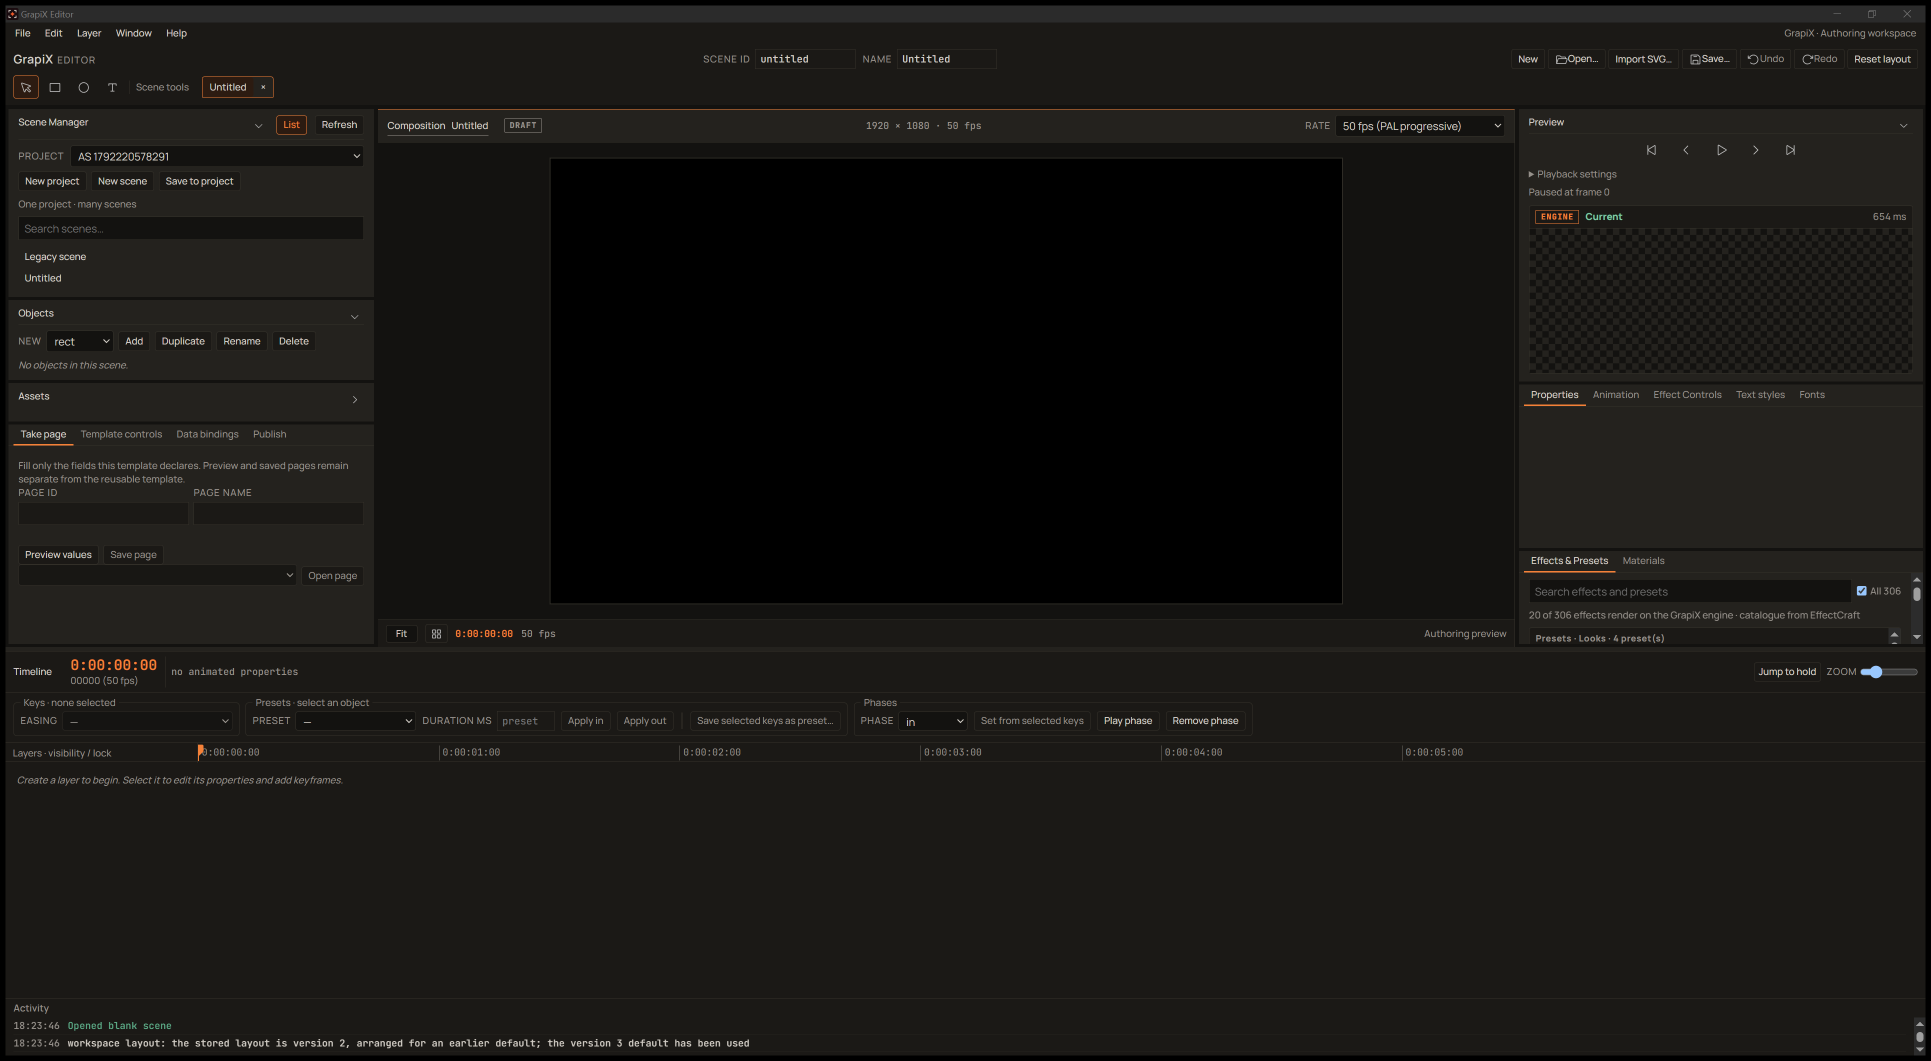 GrapiX Editor
File Edit Layer Window Help
GrapiX · Authoring workspace
GrapiX EDITOR
SCENE ID untitled NAME Untitled
New Open... Import SVG... Save... Undo Redo Reset layout
T Scene tools Untitled ×
Scene Manager List Refresh
PROJECT AS1792220578291
New project New scene Save to project
One project · many scenes
Search scenes...
Legacy scene
Untitled
Objects
NEW rect Add Duplicate Rename Delete
No objects in this scene.
Assets
Take page Template controls Data bindings Publish
Fill only the fields this template declares. Preview and saved pages remain
separate from the reusable template.
PAGE ID PAGE NAME
Preview values Save page
Open page
Composition Untitled DRAFT 1920 × 1080 · 50 fps RATE 50 fps (PAL progressive)
Fit 0:00:00:00 50 fps Authoring preview
Preview
Playback settings
Paused at frame 0
ENGINE Current 654 ms
Properties Animation Effect Controls Text styles Fonts
Effects & Presets Materials
Search effects and presets All 306
20 of 306 effects render on the GrapiX engine · catalogue from EffectCraft
Presets · Looks · 4 preset(s)
Timeline 0:00:00:00 no animated properties Jump to hold ZOOM
00000 (50 fps)
Keys · none selected Presets · select an object Phases
EASING — PRESET — DURATION MS preset Apply in Apply out Save selected keys as preset... PHASE in Set from selected keys Play phase Remove phase
Layers · visibility / lock 0:00:00:00 0:00:01:00 0:00:02:00 0:00:03:00 0:00:04:00 0:00:05:00
Create a layer to begin. Select it to edit its properties and add keyframes.
Activity
18:23:46 Opened blank scene
18:23:46 workspace layout: the stored layout is version 2, arranged for an earlier default; the version 3 default has been used